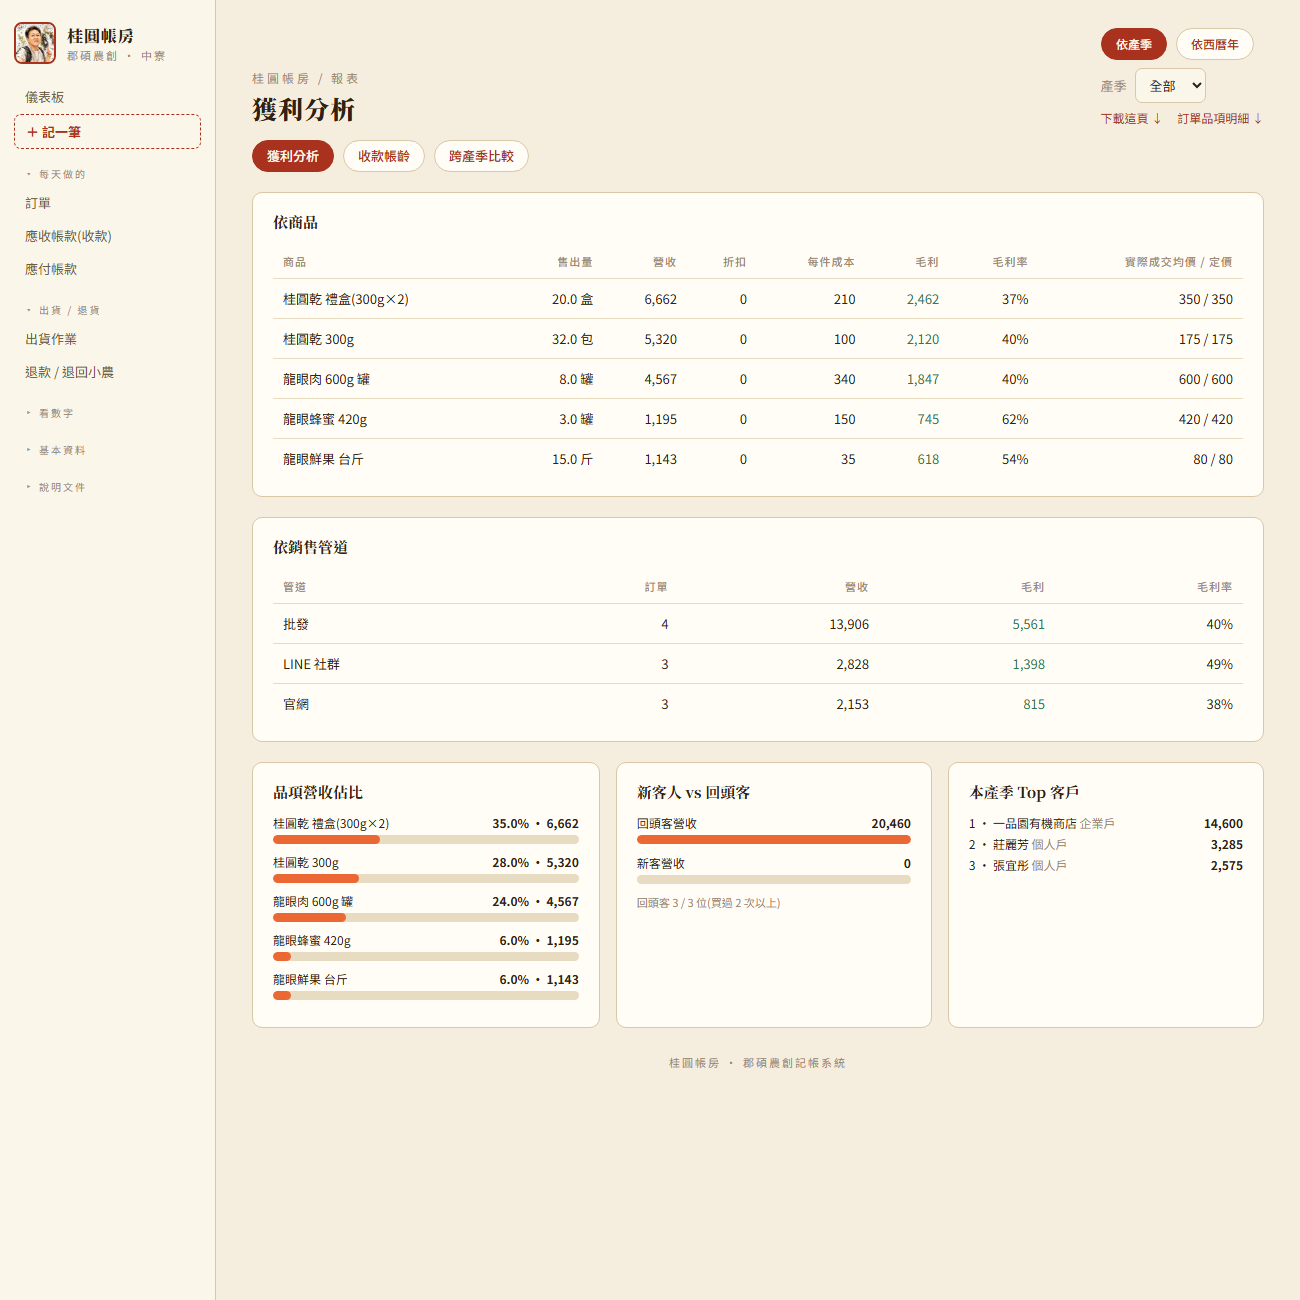 桂圓帳房
郡碩農創 · 中寮
儀表板
＋ 記一筆
每天做的
訂單
應收帳款(收款)
應付帳款
出貨 / 退貨
出貨作業
退款 / 退回小農
看數字
基本資料
說明文件
桂圓帳房 / 報表
獲利分析
依產季 依西曆年
產季 全部
下載這頁 ↓ 訂單品項明細 ↓
獲利分析 收款帳齡 跨產季比較
依商品
商品 售出量 營收 折扣 每件成本 毛利 毛利率 實際成交均價 / 定價
桂圓乾 禮盒(300g×2) 20.0 盒 6,662 0 210 2,462 37% 350 / 350
桂圓乾 300g 32.0 包 5,320 0 100 2,120 40% 175 / 175
龍眼肉 600g 罐 8.0 罐 4,567 0 340 1,847 40% 600 / 600
龍眼蜂蜜 420g 3.0 罐 1,195 0 150 745 62% 420 / 420
龍眼鮮果 台斤 15.0 斤 1,143 0 35 618 54% 80 / 80
依銷售管道
管道 訂單 營收 毛利 毛利率
批發 4 13,906 5,561 40%
LINE 社群 3 2,828 1,398 49%
官網 3 2,153 815 38%
品項營收佔比
桂圓乾 禮盒(300g×2) 35.0% · 6,662
桂圓乾 300g 28.0% · 5,320
龍眼肉 600g 罐 24.0% · 4,567
龍眼蜂蜜 420g 6.0% · 1,195
龍眼鮮果 台斤 6.0% · 1,143
新客人 vs 回頭客
回頭客營收 20,460
新客營收 0
回頭客 3 / 3 位(買過 2 次以上)
本產季 Top 客戶
1 · 一品園有機商店 企業戶 14,600
2 · 莊麗芳 個人戶 3,285
3 · 張宜彤 個人戶 2,575
桂圓帳房 · 郡碩農創記帳系統